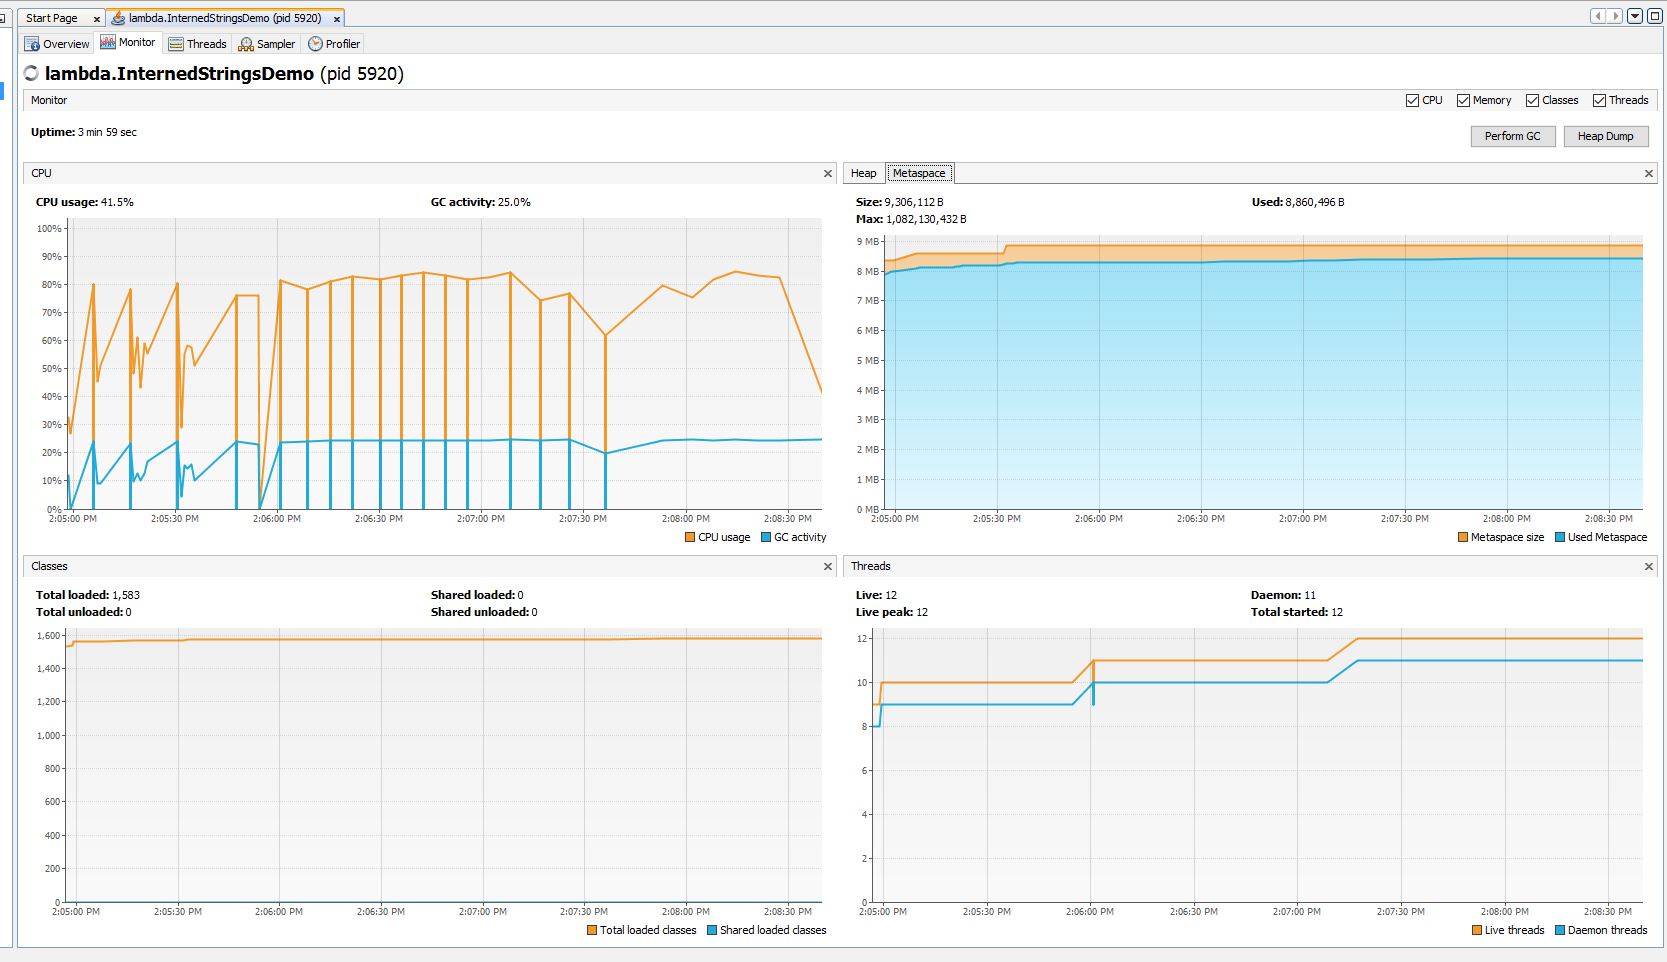 Start Page lambda.InternedStringsDemo (pid 5920)
Overview Monitor Threads Sampler Profiler
lambda.InternedStringsDemo (pid 5920)
Monitor CPU Memory Classes Threads
Uptime: 3 min 59 sec
Perform GC Heap Dump
CPU
CPU usage: 41.5% GC activity: 25.0%
100%
90%
80%
70%
60%
50%
40%
30%
20%
10%
0%
2:05:00 PM 2:05:30 PM 2:06:00 PM 2:06:30 PM 2:07:00 PM 2:07:30 PM 2:08:00 PM 2:08:30 PM
CPU usage GC activity
Heap Metaspace
Size: 9,306,112 B Used: 8,860,496 B
Max: 1,082,130,432 B
9 MB
8 MB
7 MB
6 MB
5 MB
4 MB
3 MB
2 MB
1 MB
0 MB
2:05:00 PM 2:05:30 PM 2:06:00 PM 2:06:30 PM 2:07:00 PM 2:07:30 PM 2:08:00 PM 2:08:30 PM
Metaspace size Used Metaspace
Classes
Total loaded: 1,583 Shared loaded: 0
Total unloaded: 0 Shared unloaded: 0
1,600
1,400
1,200
1,000
800
600
400
200
0
2:05:00 PM 2:05:30 PM 2:06:00 PM 2:06:30 PM 2:07:00 PM 2:07:30 PM 2:08:00 PM 2:08:30 PM
Total loaded classes Shared loaded classes
Threads
Live: 12 Daemon: 11
Live peak: 12 Total started: 12
12
10
8
6
4
2
0
2:05:00 PM 2:05:30 PM 2:06:00 PM 2:06:30 PM 2:07:00 PM 2:07:30 PM 2:08:00 PM 2:08:30 PM
Live threads Daemon threads